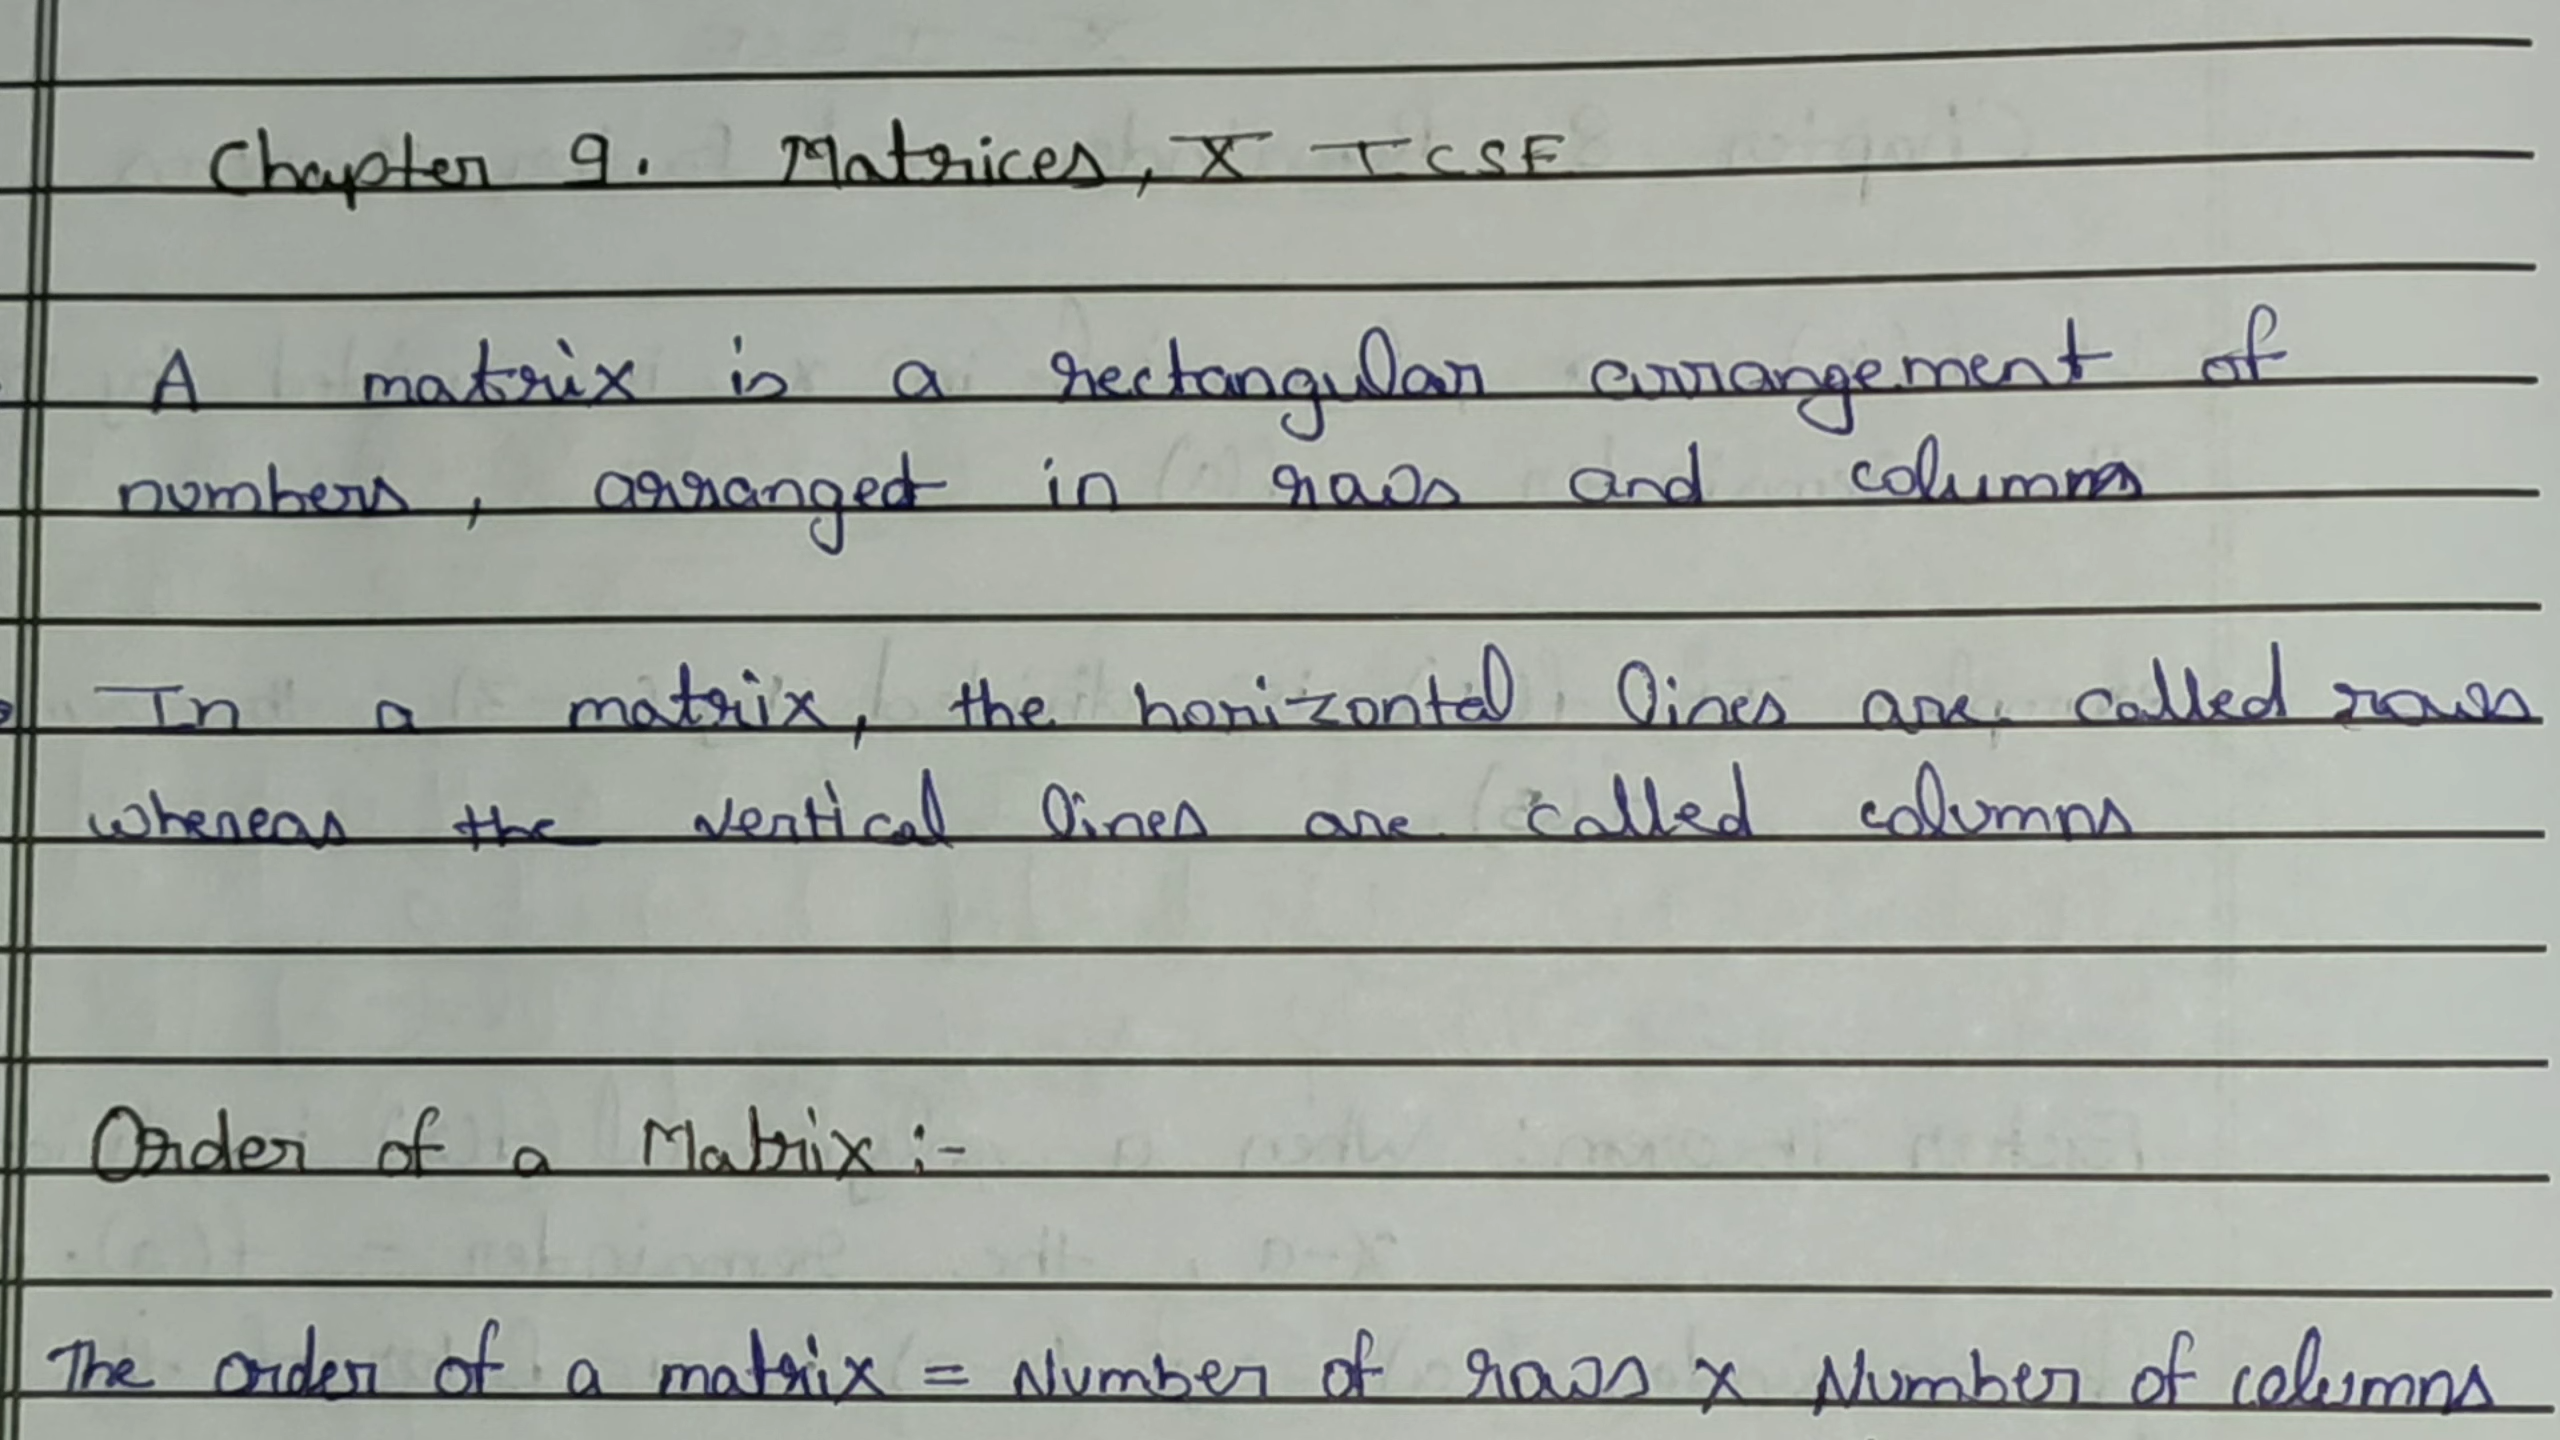 Chapter 9. Matrices, X ICSE
A matrix is a rectangular arrangement of
numbers, arranged in rows and columns
In a matrix, the horizontal lines are called rows
whereas the vertical lines are called columns
Order of a Matrix :-
The order of a matrix = Number of rows x Number of columns